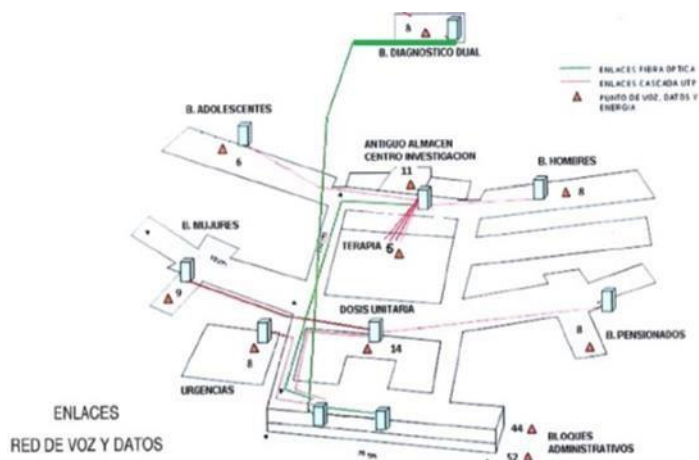 B. DIAGNOSTICO DUAL
ENLACES FIBRA OPTICA
ENLACES CASCADA UTP
PUNTO DE VOZ, DATOS Y
ENERGIA
B. ADOLESCENTES
6
ANTIGUO ALMACEN
CENTRO INVESTIGACION
11
B. HOMBRES
8
B. MUJURES
9
TERAPIA 6
DOSIS UNITARIA
14
8
B. PENSIONADOS
8
URGENCIAS
ENLACES
RED DE VOZ Y DATOS
44
BLOQUES
ADMINISTRATIVOS
52